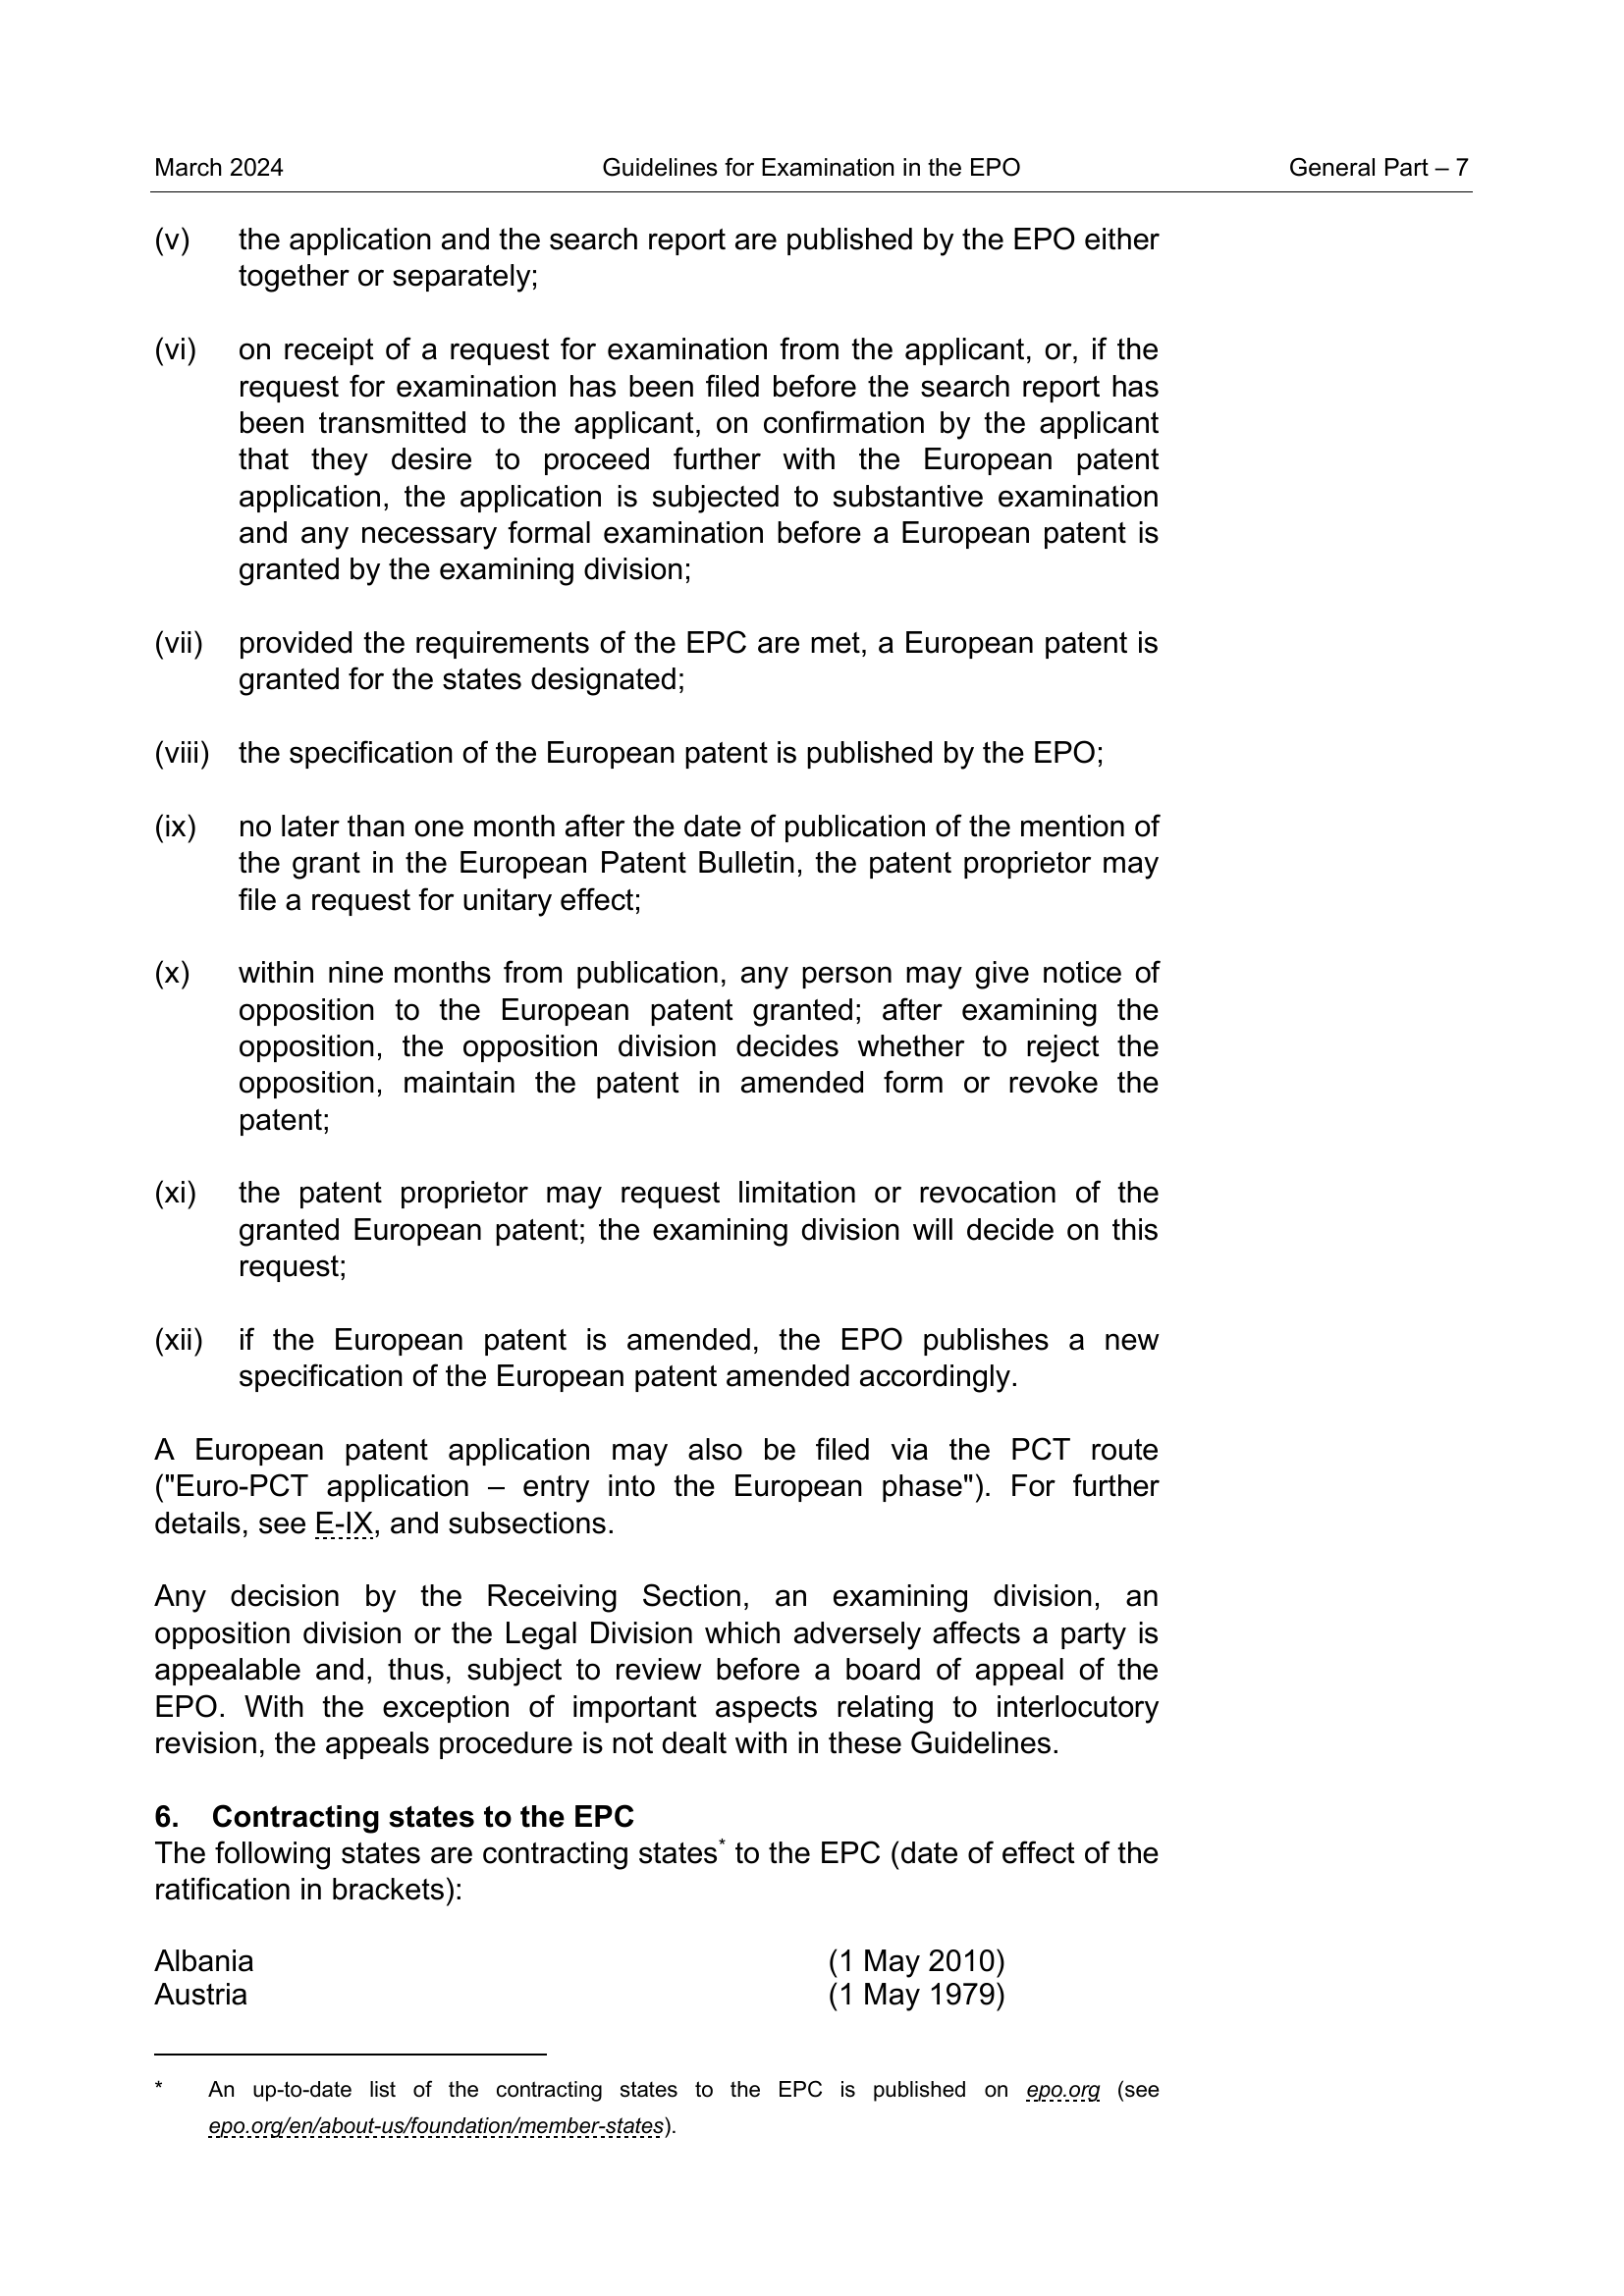 March 2024 Guidelines for Examination in the EPO General Part – 7
(v) the application and the search report are published by the EPO either
together or separately;
(vi) on receipt of a request for examination from the applicant, or, if the
request for examination has been filed before the search report has
been transmitted to the applicant, on confirmation by the applicant
that they desire to proceed further with the European patent
application, the application is subjected to substantive examination
and any necessary formal examination before a European patent is
granted by the examining division;
(vii) provided the requirements of the EPC are met, a European patent is
granted for the states designated;
(viii) the specification of the European patent is published by the EPO;
(ix) no later than one month after the date of publication of the mention of
the grant in the European Patent Bulletin, the patent proprietor may
file a request for unitary effect;
(x) within nine months from publication, any person may give notice of
opposition to the European patent granted; after examining the
opposition, the opposition division decides whether to reject the
opposition, maintain the patent in amended form or revoke the
patent;
(xi) the patent proprietor may request limitation or revocation of the
granted European patent; the examining division will decide on this
request;
(xii) if the European patent is amended, the EPO publishes a new
specification of the European patent amended accordingly.
A European patent application may also be filed via the PCT route
("Euro-PCT application – entry into the European phase"). For further
details, see E-IX, and subsections.
Any decision by the Receiving Section, an examining division, an
opposition division or the Legal Division which adversely affects a party is
appealable and, thus, subject to review before a board of appeal of the
EPO. With the exception of important aspects relating to interlocutory
revision, the appeals procedure is not dealt with in these Guidelines.
6. Contracting states to the EPC
The following states are contracting states* to the EPC (date of effect of the
ratification in brackets):
Albania (1 May 2010)
Austria (1 May 1979)
* An up-to-date list of the contracting states to the EPC is published on epo.org (see
epo.org/en/about-us/foundation/member-states).